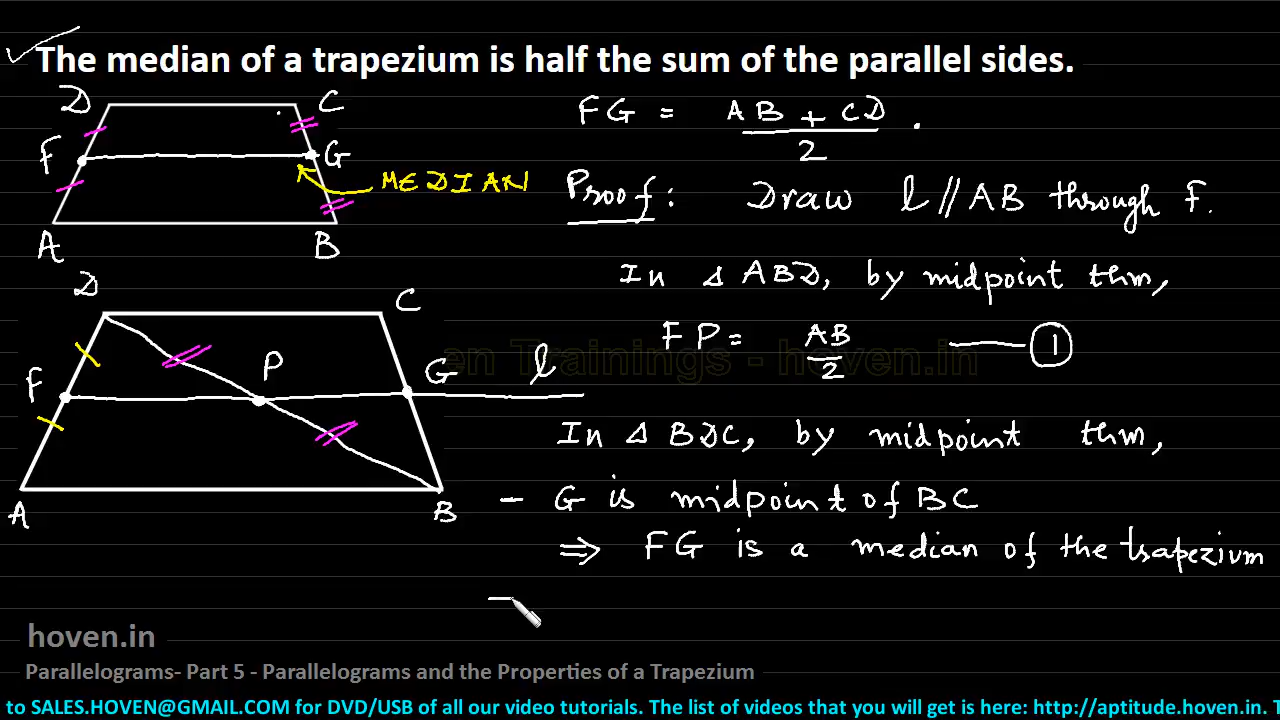 The median of a trapezium is half the sum of the parallel sides.
D C
F G
MEDIAN
A B
FG = AB + CD / 2 .
Proof: Draw l // AB through F.
In Δ ABD, by midpoint thm,
FP = AB / 2 —— 1
D C
F P G l
A B
en Trainings - hoven.in
In Δ BDC, by midpoint thm,
- G is midpoint of BC
⇒ FG is a median of the trapezium
-
hoven.in
Parallelograms- Part 5 - Parallelograms and the Properties of a Trapezium
to SALES.HOVEN@GMAIL.COM for DVD/USB of all our video tutorials. The list of videos that you will get is here: http://aptitude.hoven.in. T